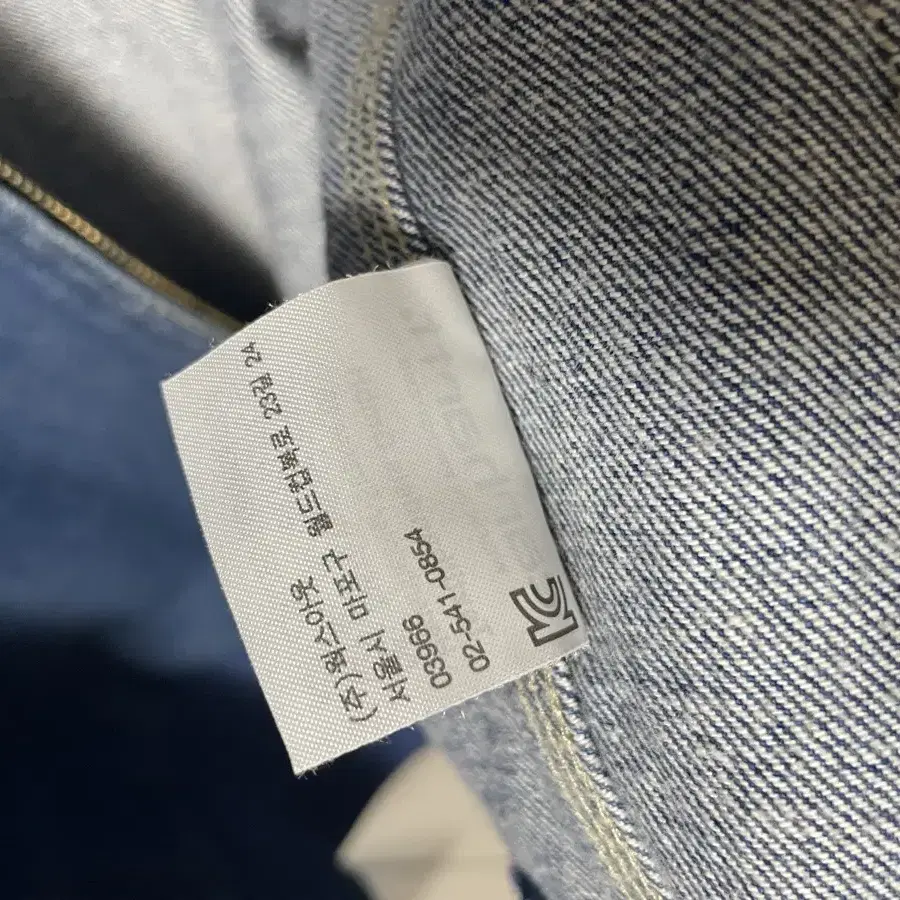 (주)웍스아웃
서울시 마포구 월드컵북로 23길 24
03966
02-541-0854